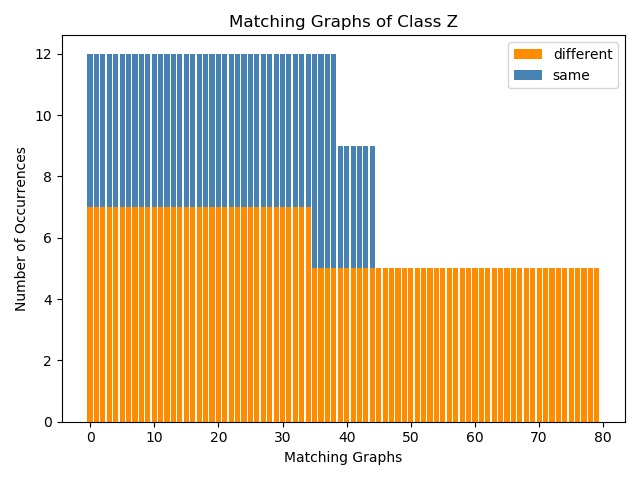 Matching Graphs of Class Z
different
same
Number of Occurrences
12
10
8
6
4
2
0
0 10 20 30 40 50 60 70 80
Matching Graphs